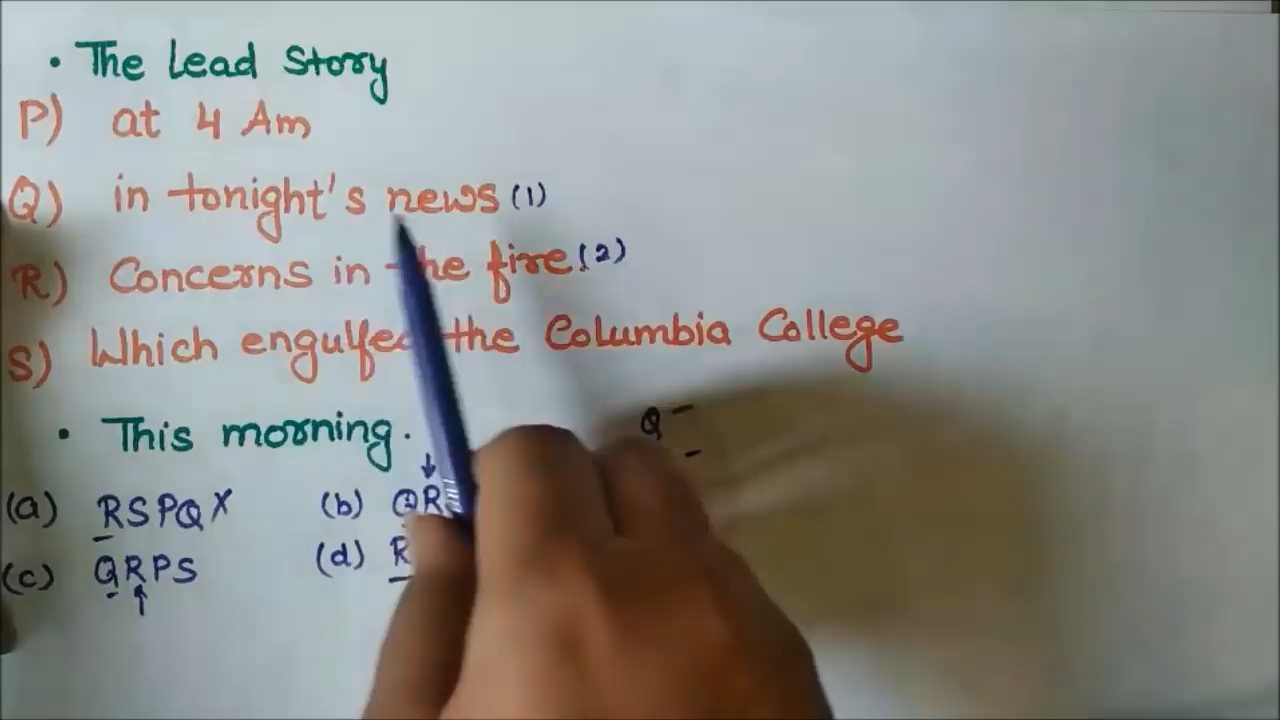 • The Lead Story
P) at 4 Am
Q) in tonight's news (1)
R) Concerns in the fire (2)
S) Which engulfed the Columbia College
• This morning.
Q
(a) RSPQ X (b) QR
(c) QRPS (d) R